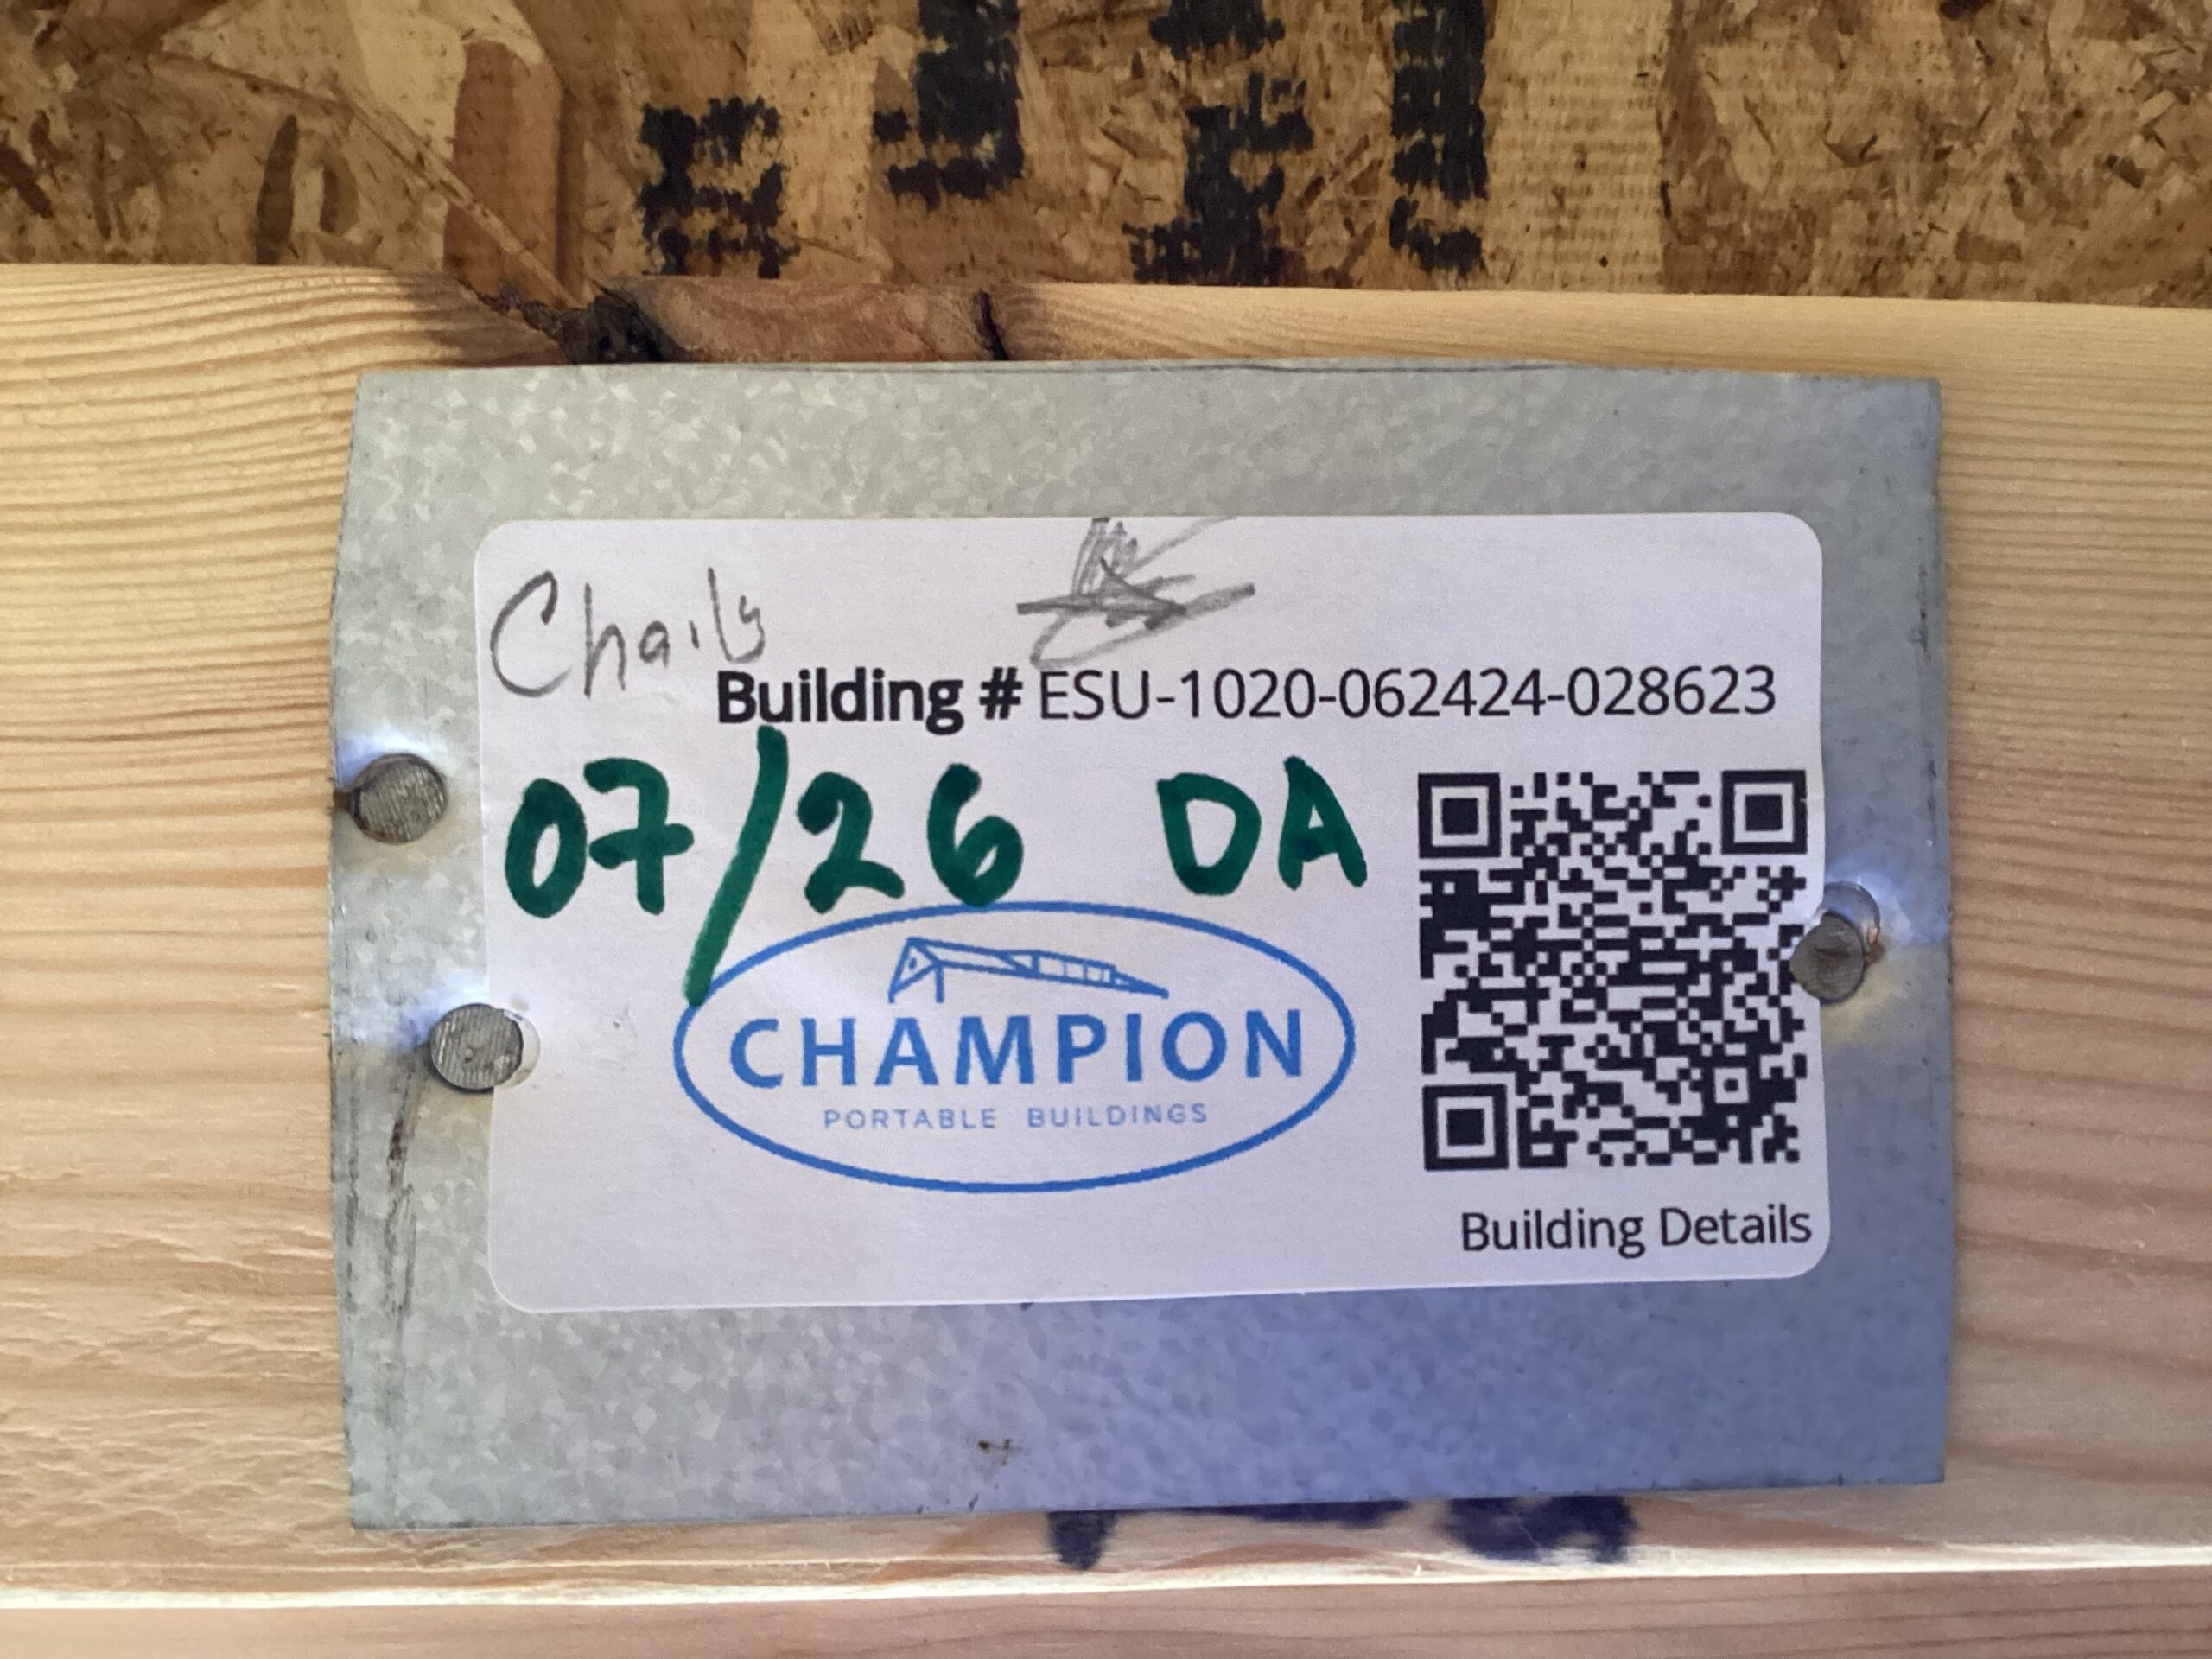 Chaily
Building # ESU-1020-062424-028623
07/26 DA
CHAMPION
PORTABLE BUILDINGS
Building Details